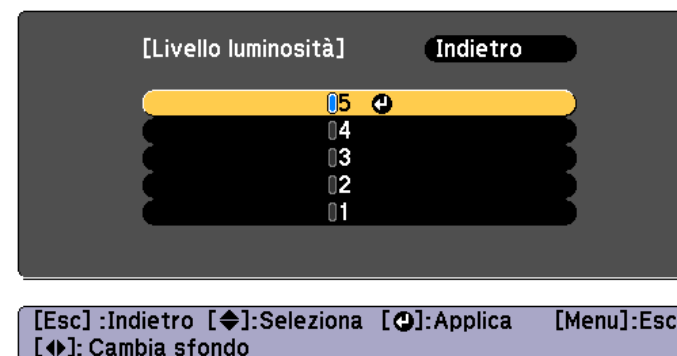 [Livello luminosità] Indietro
5
4
3
2
1
[Esc] :Indietro []:Seleziona []:Applica [Menu]:Esc
[]: Cambia sfondo